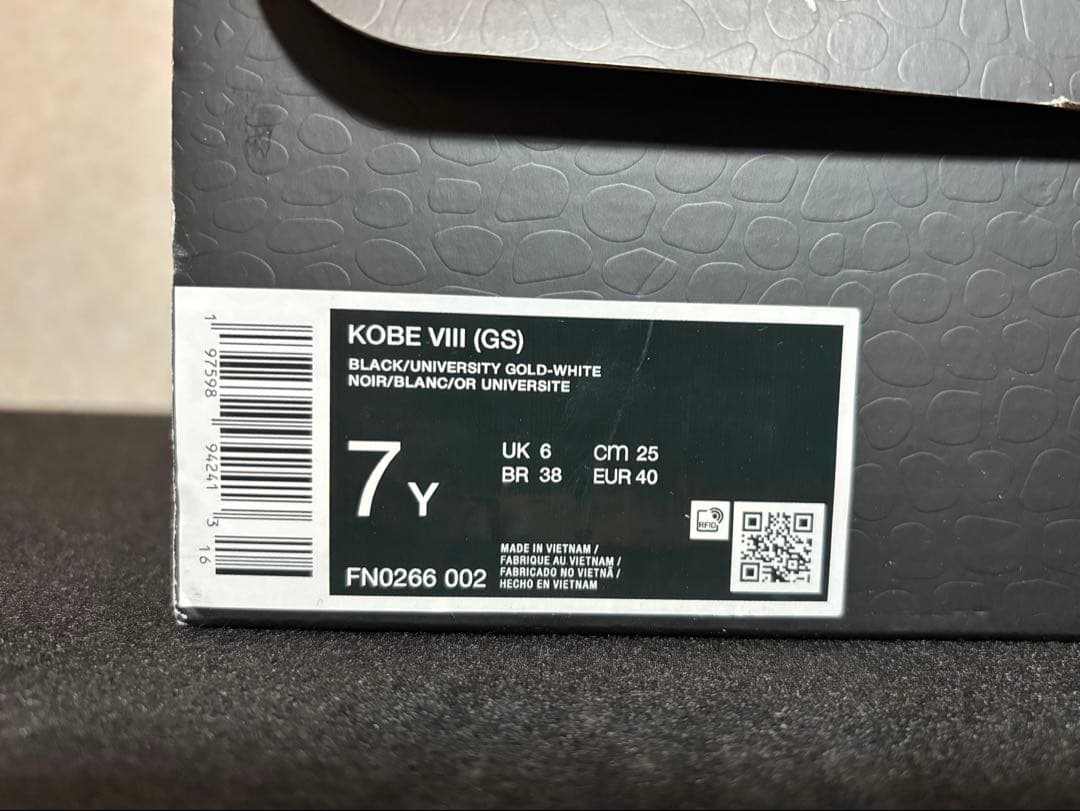 KOBE VIII (GS)
BLACK/UNIVERSITY GOLD-WHITE
NOIR/BLANC/OR UNIVERSITE
7Y
UK 6 cm 25
BR 38 EUR 40
RFID
FN0266 002
MADE IN VIETNAM /
FABRIQUE AU VIETNAM /
FABRICADO NO VIETNÃ /
HECHO EN VIETNAM
1 97598 94241 3 16